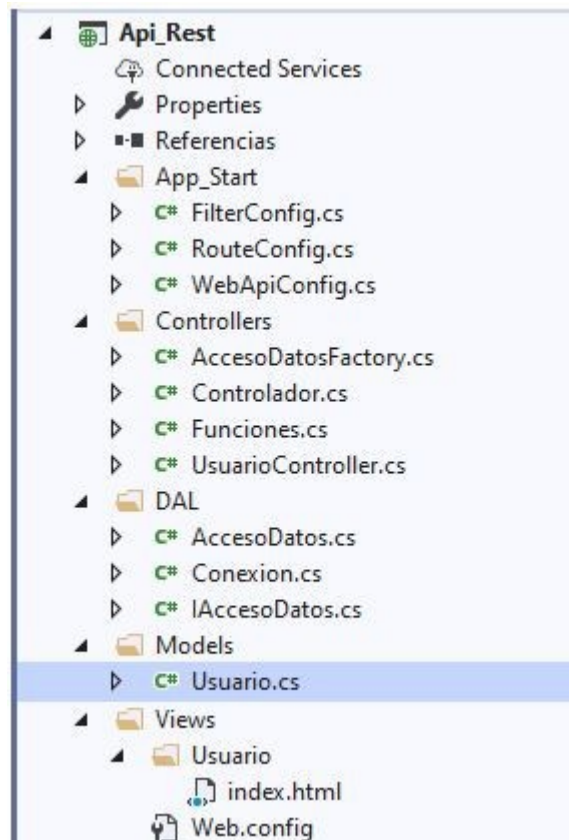 Api_Rest
Connected Services
Properties
Referencias
App_Start
C# FilterConfig.cs
C# RouteConfig.cs
C# WebApiConfig.cs
Controllers
C# AccesoDatosFactory.cs
C# Controlador.cs
C# Funciones.cs
C# UsuarioController.cs
DAL
C# AccesoDatos.cs
C# Conexion.cs
C# IAccesoDatos.cs
Models
C# Usuario.cs
Views
Usuario
index.html
Web.config